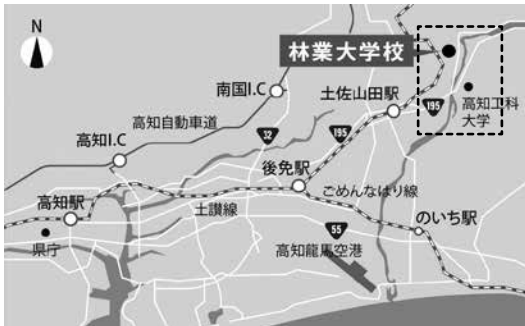 N
林業大学校
南国I.C
土佐山田駅
195
高知工科
大学
高知自動車道
高知I.C
32
195
後免駅
ごめんなはり線
高知駅
土讃線
のいち駅
県庁
55
高知龍馬空港